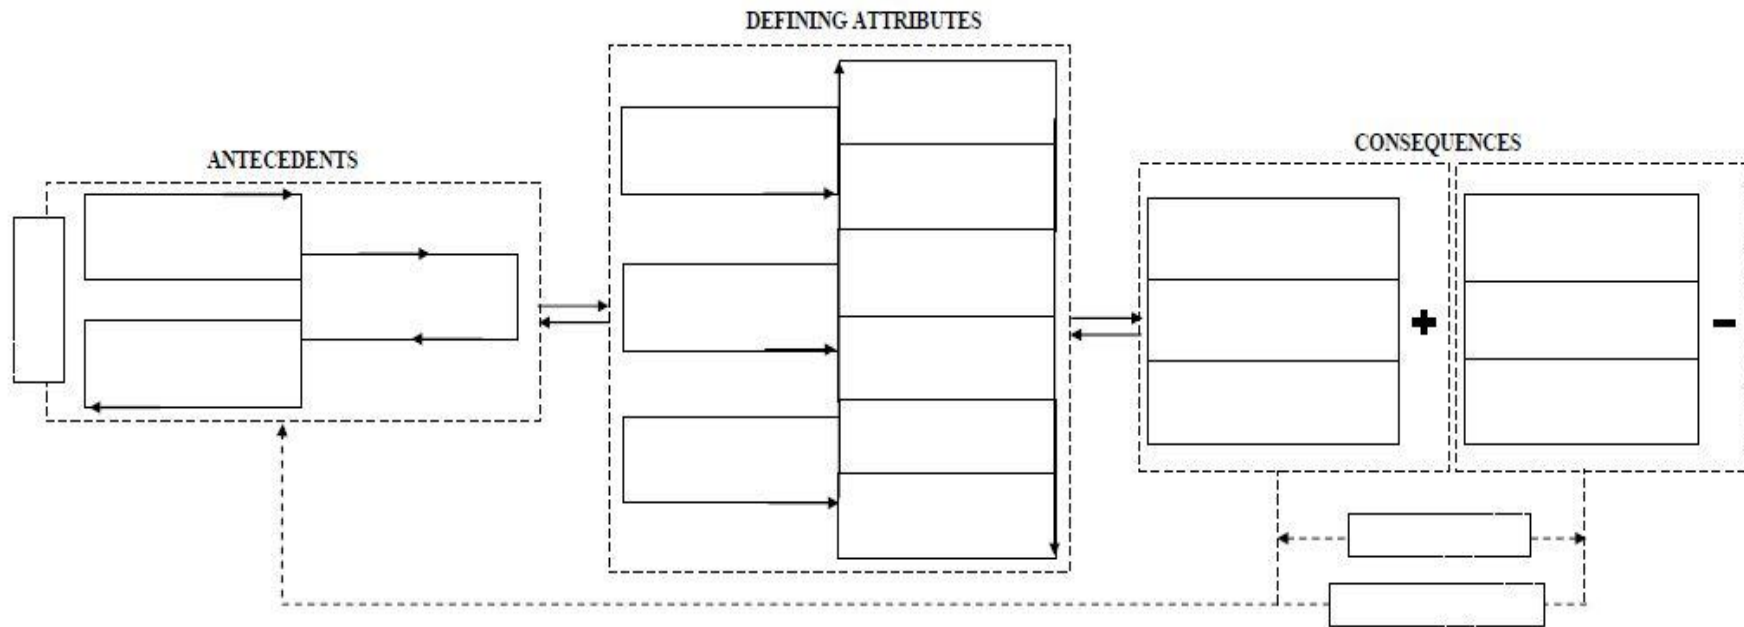 DEFINING ATTRIBUTES
ANTECEDENTS
CONSEQUENCES
+
-